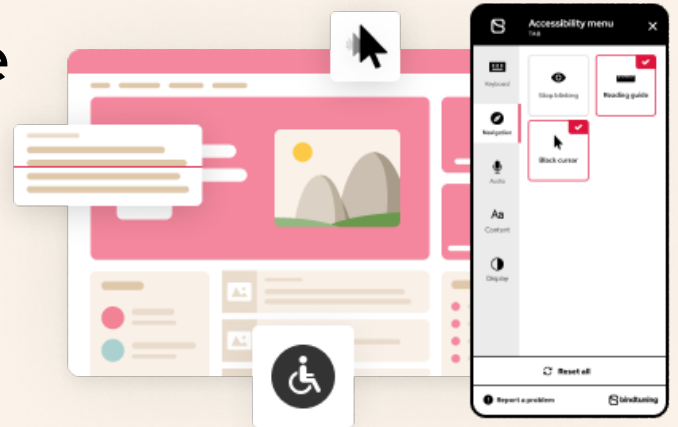 e
Accessibility menu
TAB
Keyboard
Stop blinking
Reading guide
Navigation
Black cursor
Audio
Aa
Content
Display
Reset all
Report a problem
bindtuning